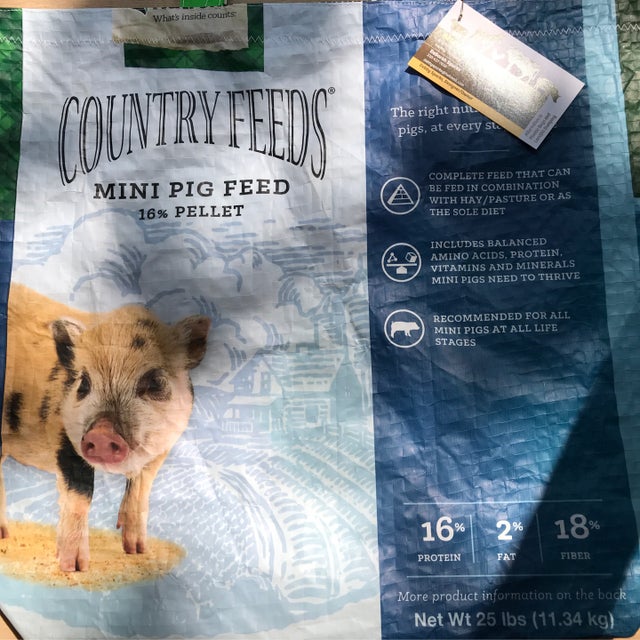 What's inside counts.
COUNTRY FEEDS®
MINI PIG FEED
16% PELLET
The right
pigs, at every
COMPLETE FEED THAT CAN
BE FED IN COMBINATION
WITH HAY/PASTURE OR AS
THE SOLE DIET
INCLUDES BALANCED
AMINO ACIDS, PROTEIN,
VITAMINS AND MINERALS
MINI PIGS NEED TO THRIVE
RECOMMENDED FOR ALL
MINI PIGS AT ALL LIFE
STAGES
16% 2% 18%
PROTEIN FAT FIBER
More product information on the back
Net Wt 25 lbs (11.34 kg)